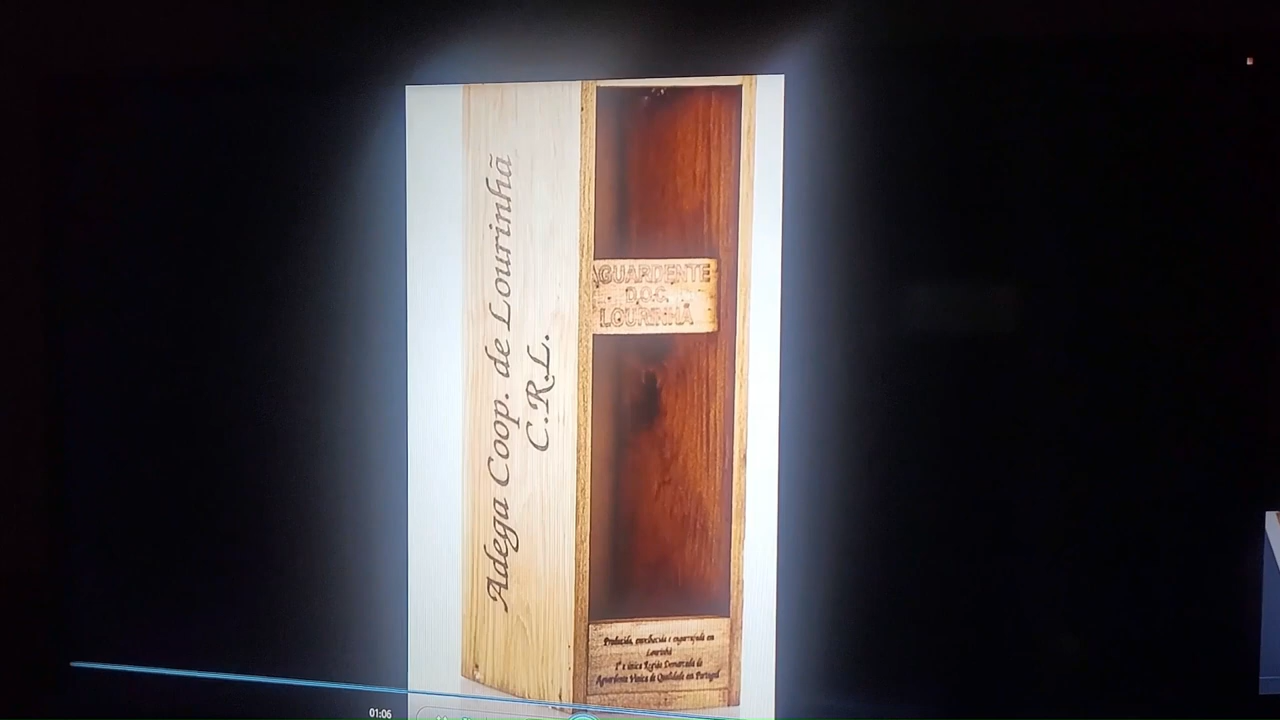 Adega Coop. de Lourinhã
C.R.L.
AGUARDENTE
D.O.C.
LOURINHÃ
Produzida, envelhecida e engarrafada em
Lourinhã
1ª e única Região Demarcada de
Aguardente Vínica de Qualidade em Portugal
01:06